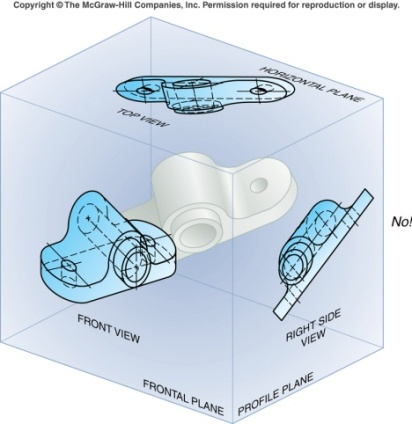 Copyright © The McGraw-Hill Companies, Inc. Permission required for reproduction or display.
HORIZONTAL PLANE
TOP VIEW
No!
FRONT VIEW
RIGHT SIDE
VIEW
FRONTAL PLANE
PROFILE PLANE